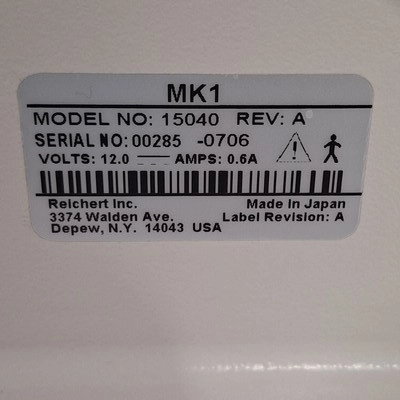 MK1
MODEL NO: 15040 REV: A
SERIAL NO: 00285 -0706
VOLTS: 12.0 AMPS: 0.6A
Reichert Inc. Made In Japan
3374 Walden Ave. Label Revision: A
Depew, N.Y. 14043 USA